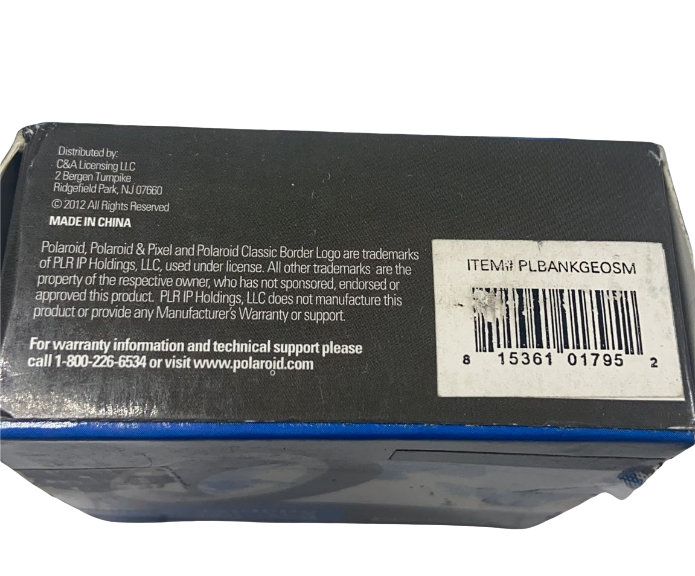 Distributed by:
C&A Licensing LLC
2 Bergen Turnpike
Ridgefield Park, NJ 07660
© 2012 All Rights Reserved
MADE IN CHINA
Polaroid, Polaroid & Pixel and Polaroid Classic Border Logo are trademarks
of PLR IP Holdings, LLC, used under license. All other trademarks are the
property of the respective owner, who has not sponsored, endorsed or
approved this product. PLR IP Holdings, LLC does not manufacture this
product or provide any Manufacturer's Warranty or support.
For warranty information and technical support please
call 1-800-226-6534 or visit www.polaroid.com
ITEM# PLBANKGEOSM
8 15361 01795 2